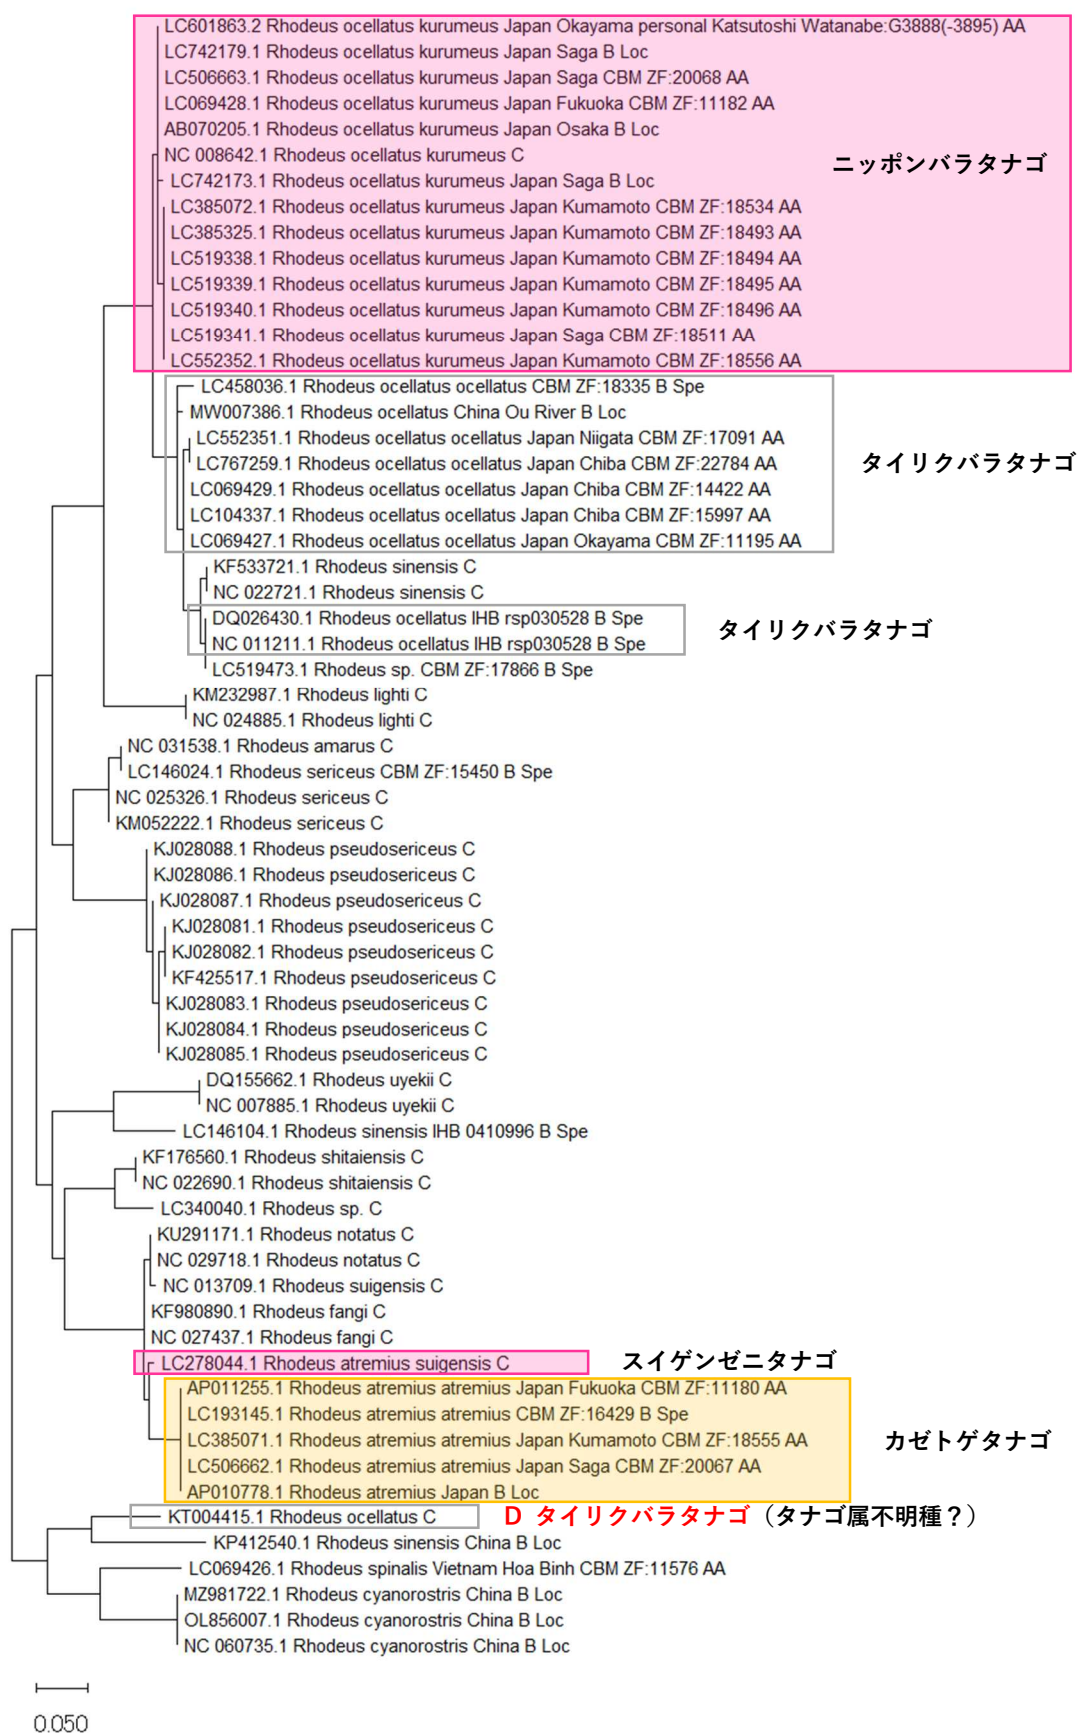 LC601863.2 Rhodeus ocellatus kurumeus Japan Okayama personal Katsutoshi Watanabe:G3888(-3895) AA
LC742179.1 Rhodeus ocellatus kurumeus Japan Saga B Loc
LC506663.1 Rhodeus ocellatus kurumeus Japan Saga CBM ZF:20068 AA
LC069428.1 Rhodeus ocellatus kurumeus Japan Fukuoka CBM ZF:11182 AA
AB070205.1 Rhodeus ocellatus kurumeus Japan Osaka B Loc
NC 008642.1 Rhodeus ocellatus kurumeus C
ニッポンバラタナゴ
LC742173.1 Rhodeus ocellatus kurumeus Japan Saga B Loc
LC385072.1 Rhodeus ocellatus kurumeus Japan Kumamoto CBM ZF:18534 AA
LC385325.1 Rhodeus ocellatus kurumeus Japan Kumamoto CBM ZF:18493 AA
LC519338.1 Rhodeus ocellatus kurumeus Japan Kumamoto CBM ZF:18494 AA
LC519339.1 Rhodeus ocellatus kurumeus Japan Kumamoto CBM ZF:18495 AA
LC519340.1 Rhodeus ocellatus kurumeus Japan Kumamoto CBM ZF:18496 AA
LC519341.1 Rhodeus ocellatus kurumeus Japan Saga CBM ZF:18511 AA
LC552352.1 Rhodeus ocellatus kurumeus Japan Kumamoto CBM ZF:18556 AA
LC458036.1 Rhodeus ocellatus ocellatus CBM ZF:18335 B Spe
MW007386.1 Rhodeus ocellatus China Ou River B Loc
LC552351.1 Rhodeus ocellatus ocellatus Japan Niigata CBM ZF:17091 AA
LC767259.1 Rhodeus ocellatus ocellatus Japan Chiba CBM ZF:22784 AA
タイリクバラタナゴ
LC069429.1 Rhodeus ocellatus ocellatus Japan Chiba CBM ZF:14422 AA
LC104337.1 Rhodeus ocellatus ocellatus Japan Chiba CBM ZF:15997 AA
LC069427.1 Rhodeus ocellatus ocellatus Japan Okayama CBM ZF:11195 AA
KF533721.1 Rhodeus sinensis C
NC 022721.1 Rhodeus sinensis C
DQ026430.1 Rhodeus ocellatus IHB rsp030528 B Spe
タイリクバラタナゴ
NC 011211.1 Rhodeus ocellatus IHB rsp030528 B Spe
LC519473.1 Rhodeus sp. CBM ZF:17866 B Spe
KM232987.1 Rhodeus lighti C
NC 024885.1 Rhodeus lighti C
NC 031538.1 Rhodeus amarus C
LC146024.1 Rhodeus sericeus CBM ZF:15450 B Spe
NC 025326.1 Rhodeus sericeus C
KM052222.1 Rhodeus sericeus C
KJ028088.1 Rhodeus pseudosericeus C
KJ028086.1 Rhodeus pseudosericeus C
KJ028087.1 Rhodeus pseudosericeus C
KJ028081.1 Rhodeus pseudosericeus C
KJ028082.1 Rhodeus pseudosericeus C
KF425517.1 Rhodeus pseudosericeus C
KJ028083.1 Rhodeus pseudosericeus C
KJ028084.1 Rhodeus pseudosericeus C
KJ028085.1 Rhodeus pseudosericeus C
DQ155662.1 Rhodeus uyekii C
NC 007885.1 Rhodeus uyekii C
LC146104.1 Rhodeus sinensis IHB 0410996 B Spe
KF176560.1 Rhodeus shitaiensis C
NC 022690.1 Rhodeus shitaiensis C
LC340040.1 Rhodeus sp. C
KU291171.1 Rhodeus notatus C
NC 029718.1 Rhodeus notatus C
NC 013709.1 Rhodeus suigensis C
KF980890.1 Rhodeus fangi C
NC 027437.1 Rhodeus fangi C
LC278044.1 Rhodeus atremius suigensis C
スイゲンゼニタナゴ
AP011255.1 Rhodeus atremius atremius Japan Fukuoka CBM ZF:11180 AA
LC193145.1 Rhodeus atremius atremius CBM ZF:16429 B Spe
LC385071.1 Rhodeus atremius atremius Japan Kumamoto CBM ZF:18555 AA
カゼトゲタナゴ
LC506662.1 Rhodeus atremius atremius Japan Saga CBM ZF:20067 AA
AP010778.1 Rhodeus atremius Japan B Loc
KT004415.1 Rhodeus ocellatus C
D タイリクバラタナゴ（タナゴ属不明種？）
KP412540.1 Rhodeus sinensis China B Loc
LC069426.1 Rhodeus spinalis Vietnam Hoa Binh CBM ZF:11576 AA
MZ981722.1 Rhodeus cyanorostris China B Loc
OL856007.1 Rhodeus cyanorostris China B Loc
NC 060735.1 Rhodeus cyanorostris China B Loc
0.050